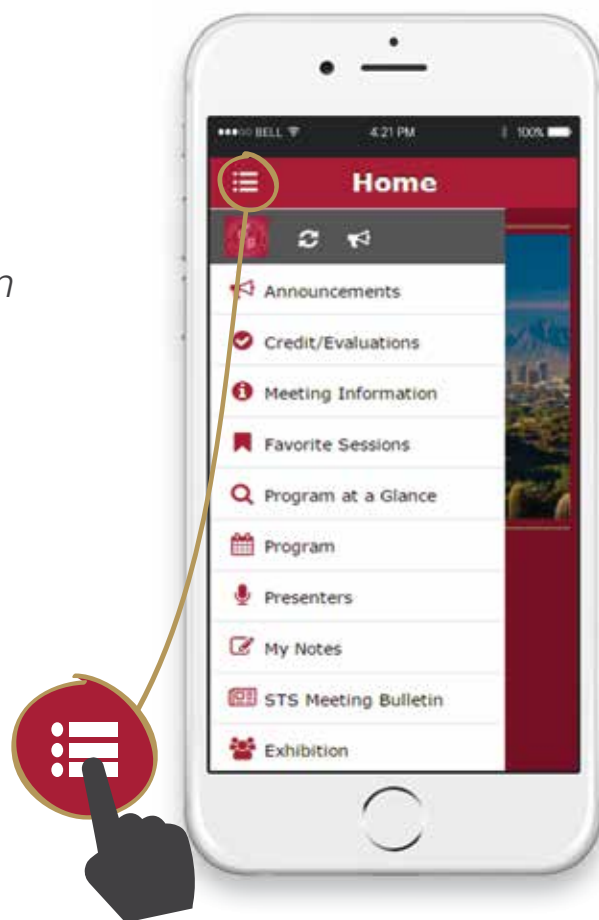 n
BELL 4:21 PM 100%
Home
Announcements
Credit/Evaluations
Meeting Information
Favorite Sessions
Program at a Glance
Program
Presenters
My Notes
STS Meeting Bulletin
Exhibition